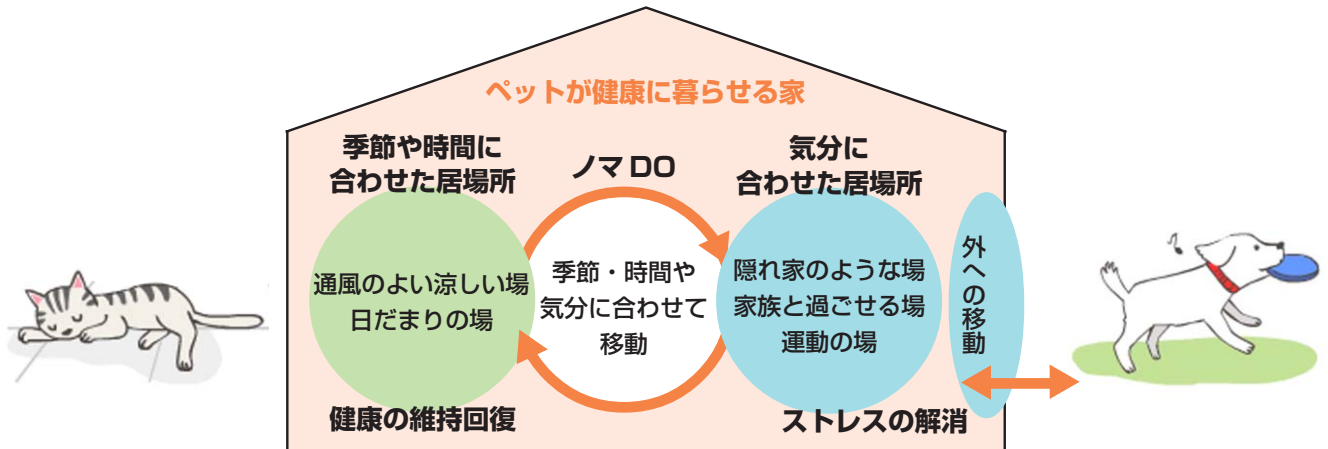 ペットが健康に暮らせる家
季節や時間に
合わせた居場所
ノマDO
気分に
合わせた居場所
通風のよい涼しい場
日だまりの場
季節・時間や
気分に合わせて
移動
隠れ家のような場
家族と過ごせる場
運動の場
外への移動
健康の維持回復
ストレスの解消